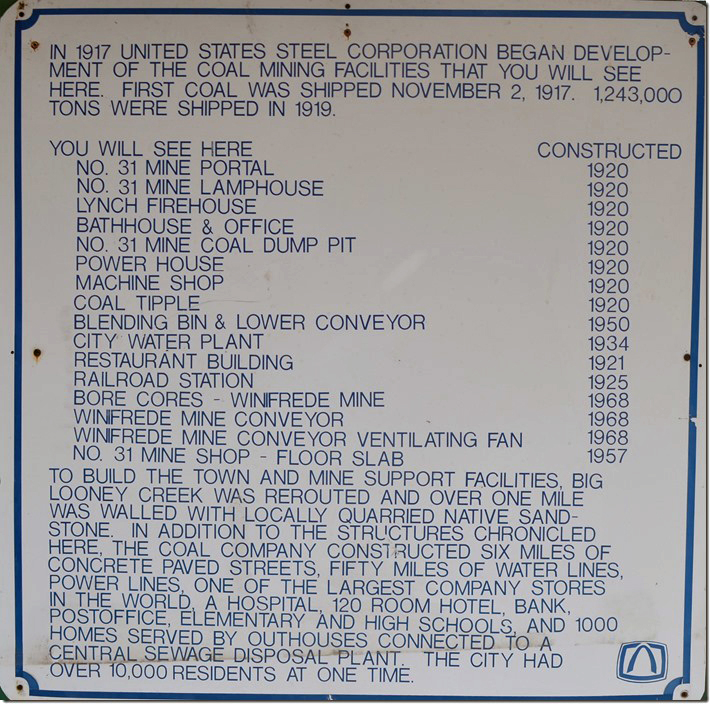 IN 1917 UNITED STATES STEEL CORPORATION BEGAN DEVELOP-
MENT OF THE COAL MINING FACILITIES THAT YOU WILL SEE
HERE. FIRST COAL WAS SHIPPED NOVEMBER 2, 1917. 1,243,000
TONS WERE SHIPPED IN 1919.
YOU WILL SEE HERE CONSTRUCTED
NO. 31 MINE PORTAL 1920
NO. 31 MINE LAMPHOUSE 1920
LYNCH FIREHOUSE 1920
BATHHOUSE & OFFICE 1920
NO. 31 MINE COAL DUMP PIT 1920
POWER HOUSE 1920
MACHINE SHOP 1920
COAL TIPPLE 1920
BLENDING BIN & LOWER CONVEYOR 1950
CITY WATER PLANT 1934
RESTAURANT BUILDING 1921
RAILROAD STATION 1925
BORE CORES - WINIFREDE MINE 1968
WINIFREDE MINE CONVEYOR 1968
WINIFREDE MINE CONVEYOR VENTILATING FAN 1968
NO. 31 MINE SHOP - FLOOR SLAB 1957
TO BUILD THE TOWN AND MINE SUPPORT FACILITIES, BIG
LOONEY CREEK WAS REROUTED AND OVER ONE MILE
WAS WALLED WITH LOCALLY QUARRIED NATIVE SAND-
STONE. IN ADDITION TO THE STRUCTURES CHRONICLED
HERE, THE COAL COMPANY CONSTRUCTED SIX MILES OF
CONCRETE PAVED STREETS, FIFTY MILES OF WATER LINES,
POWER LINES, ONE OF THE LARGEST COMPANY STORES
IN THE WORLD, A HOSPITAL, 120 ROOM HOTEL, BANK,
POSTOFFICE, ELEMENTARY AND HIGH SCHOOLS, AND 1000
HOMES SERVED BY OUTHOUSES CONNECTED TO A
CENTRAL SEWAGE DISPOSAL PLANT. THE CITY HAD
OVER 10,000 RESIDENTS AT ONE TIME.